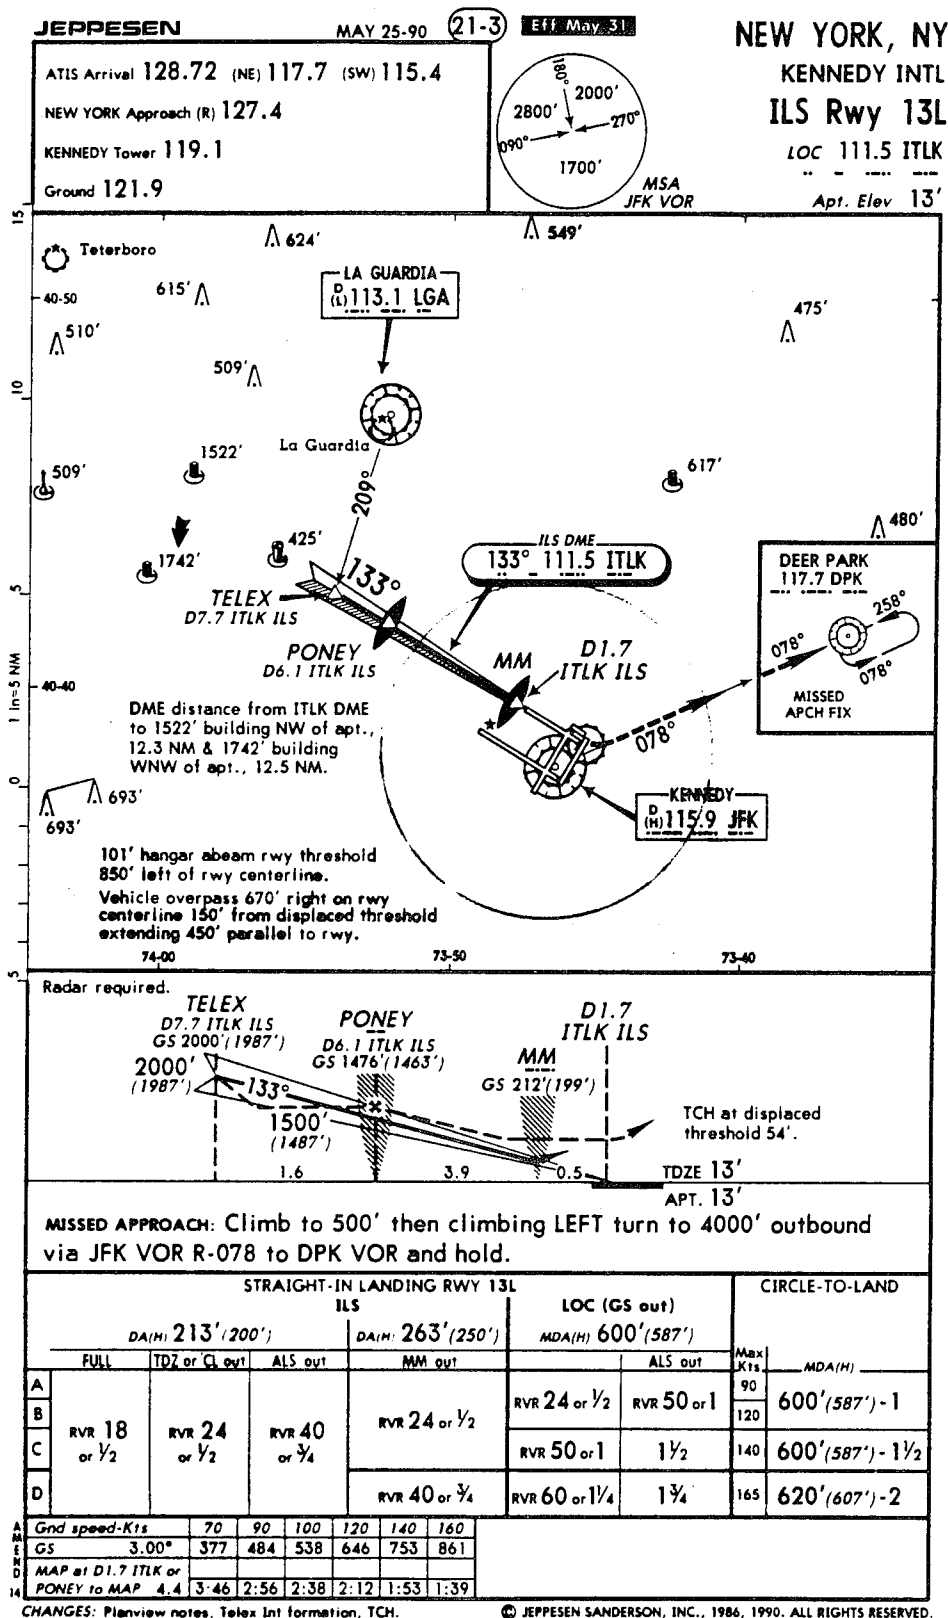 JEPPESEN MAY 25-90 21-3 Eff May 31
NEW YORK, NY
KENNEDY INTL
ILS Rwy 13L
LOC 111.5 ITLK
Apt. Elev 13'
ATIS Arrival 128.72 (NE) 117.7 (SW) 115.4
NEW YORK Approach (R) 127.4
KENNEDY Tower 119.1
Ground 121.9
180°
2800' 2000'
090° 270°
1700'
MSA
JFK VOR
15
Teterboro
624'
549'
LA GUARDIA
D
(L) 113.1 LGA
615'
40-50
510'
475'
509'
10
La Guardia
1522'
509'
209°
617'
480'
1742'
425'
ILS DME
133° 111.5 ITLK
DEER PARK
117.7 DPK
258°
078°
078°
MISSED
APCH FIX
133°
5
TELEX
D7.7 ITLK ILS
PONEY
D6.1 ITLK ILS
MM
D1.7
ITLK ILS
1 in=5 NM
40-40
078°
DME distance from ITLK DME
to 1522' building NW of apt.,
12.3 NM & 1742' building
WNW of apt., 12.5 NM.
0
693'
693'
KENNEDY
D
(H) 115.9 JFK
101' hangar abeam rwy threshold
850' left of rwy centerline.
Vehicle overpass 670' right on rwy
centerline 150' from displaced threshold
extending 450' parallel to rwy.
74-00 73-50 73-40
5
Radar required.
TELEX
D7.7 ITLK ILS
GS 2000'(1987')
2000'
(1987')
PONEY
D6.1 ITLK ILS
GS 1476'(1463')
MM
GS 212'(199')
D1.7
ITLK ILS
133°
1500'
(1487')
TCH at displaced
threshold 54'.
1.6 3.9 0.5
TDZE 13'
APT. 13'
MISSED APPROACH: Climb to 500' then climbing LEFT turn to 4000' outbound
via JFK VOR R-078 to DPK VOR and hold.
STRAIGHT-IN LANDING RWY 13L CIRCLE-TO-LAND
ILS LOC (GS out)
DA(H) 213'(200') DA(H) 263'(250') MDA(H) 600'(587')
FULL TDZ or CL out ALS out MM out ALS out Max Kts MDA(H)
A
B
C
D
RVR 18 or ½
RVR 24 or ½
RVR 40 or ¾
RVR 24 or ½
RVR 40 or ¾
RVR 24 or ½ RVR 50 or 1
RVR 50 or 1 1½
RVR 60 or 1¼ 1¾
90
120
600'(587')-1
140 600'(587')-1½
165 620'(607')-2
Gnd speed-Kts 70 90 100 120 140 160
GS 3.00° 377 484 538 646 753 861
MAP at D1.7 ITLK or
PONEY to MAP 4.4 3:46 2:56 2:38 2:12 1:53 1:39
AMEND 14
CHANGES: Planview notes, Telex Int formation, TCH. © JEPPESEN SANDERSON, INC., 1986, 1990. ALL RIGHTS RESERVED.